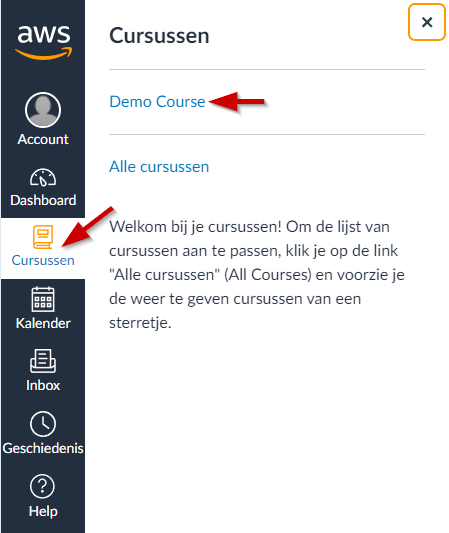 aws
Account
Dashboard
Cursussen
Kalender
Inbox
Geschiedenis
Help
Cursussen
Demo Course
Alle cursussen
Welkom bij je cursussen! Om de lijst van
cursussen aan te passen, klik je op de link
"Alle cursussen" (All Courses) en voorzie je
de weer te geven cursussen van een
sterretje.